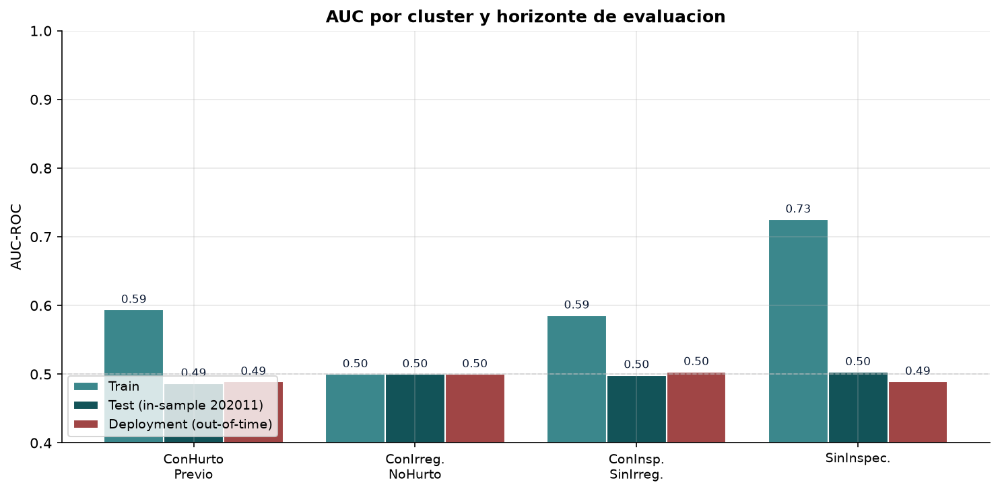 AUC por cluster y horizonte de evaluacion
AUC-ROC
1.0
0.9
0.8
0.7
0.6
0.5
0.4
0.59
0.49
0.49
0.50
0.50
0.50
0.59
0.50
0.50
0.73
0.50
0.49
Train
Test (in-sample 202011)
Deployment (out-of-time)
ConHurto
Previo
ConIrreg.
NoHurto
ConInsp.
SinIrreg.
SinInspec.